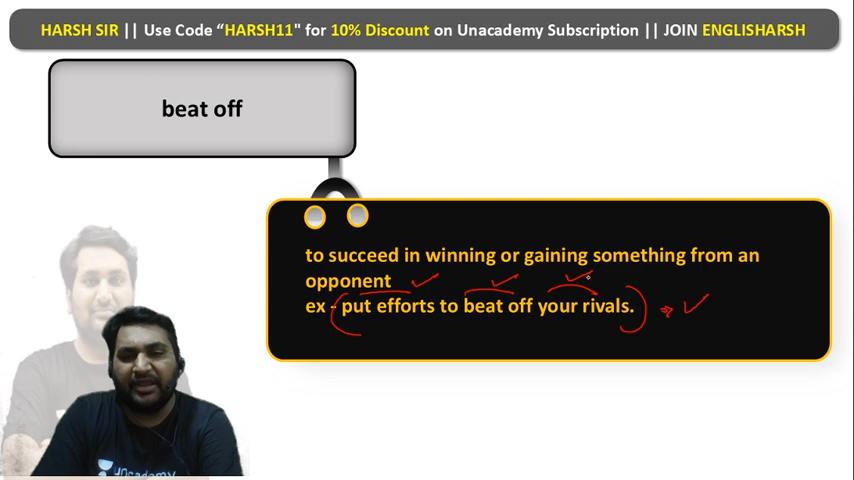 HARSH SIR || Use Code “HARSH11" for 10% Discount on Unacademy Subscription || JOIN ENGLISHARSH
beat off
to succeed in winning or gaining something from an
opponent
ex - put efforts to beat off your rivals.
unacademy